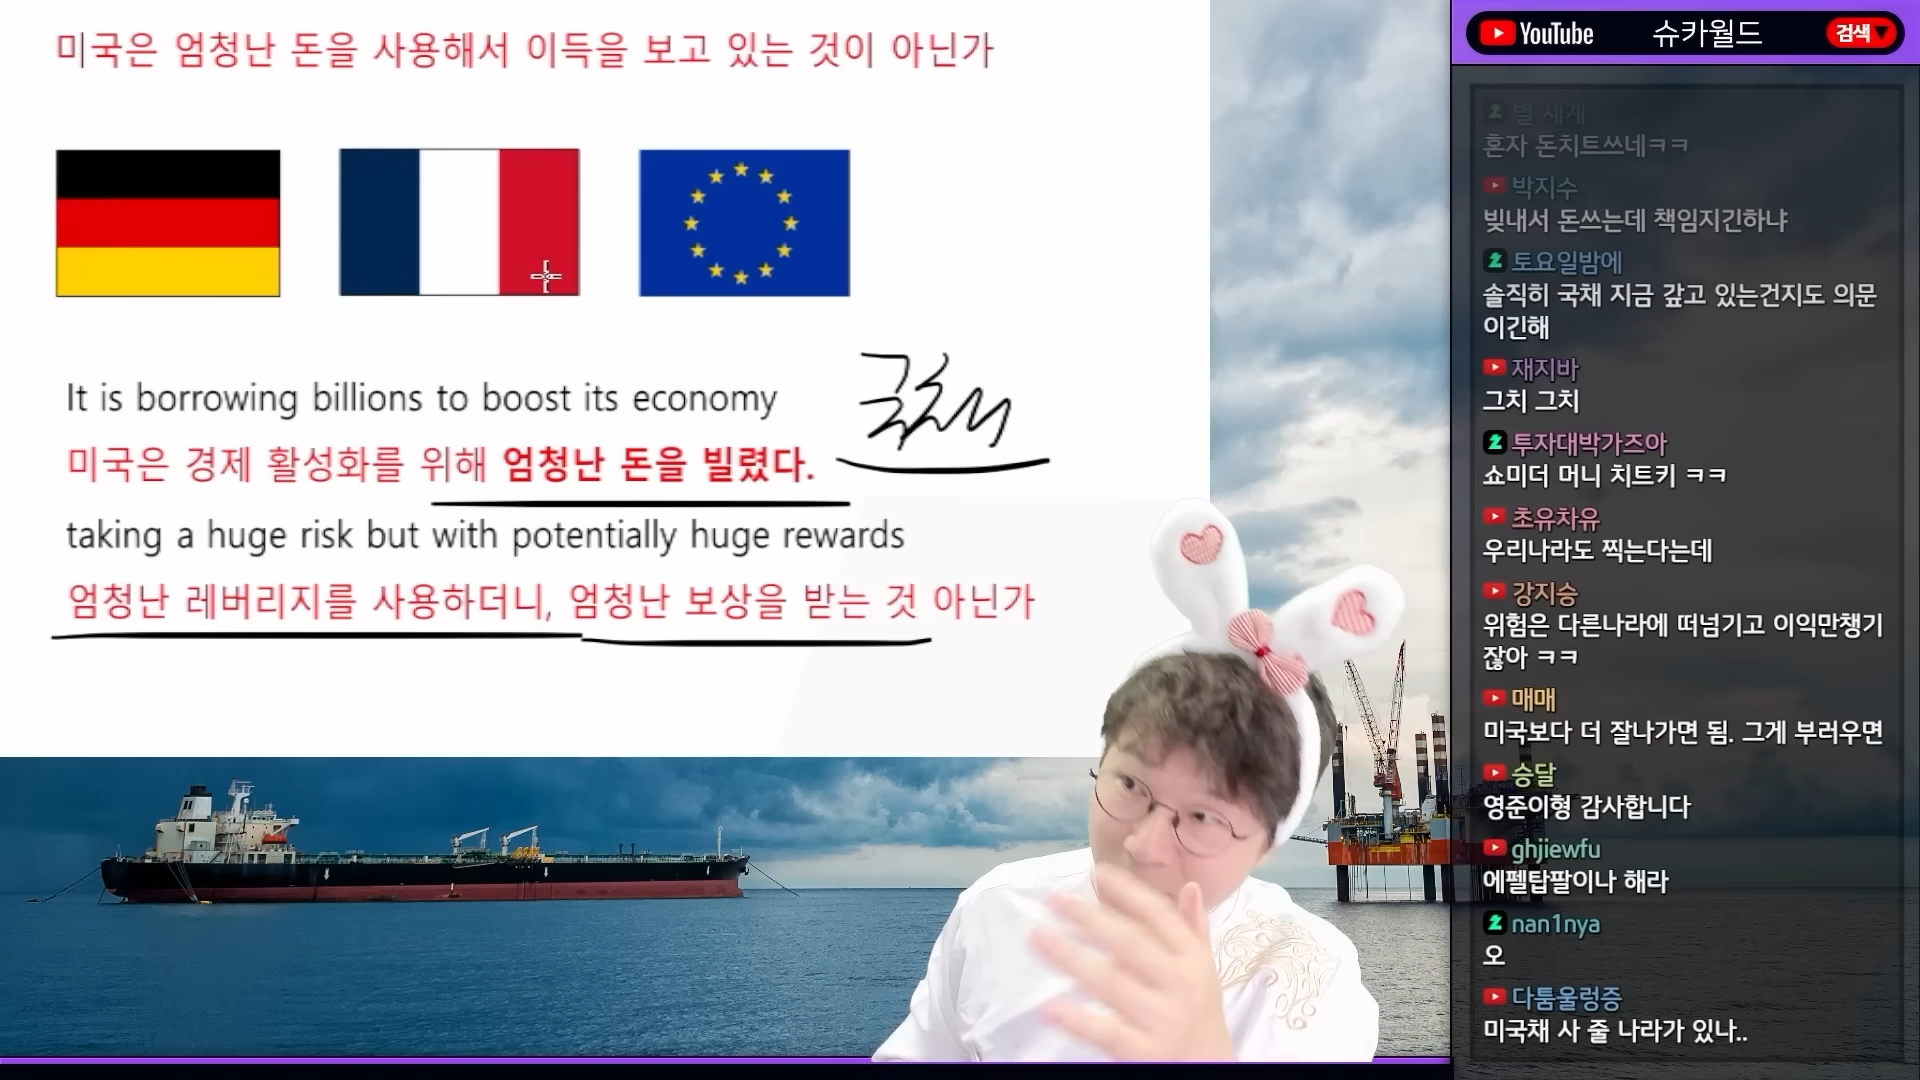 미국은 엄청난 돈을 사용해서 이득을 보고 있는 것이 아닌가
It is borrowing billions to boost its economy
국채
미국은 경제 활성화를 위해 엄청난 돈을 빌렸다.
taking a huge risk but with potentially huge rewards
엄청난 레버리지를 사용하더니, 엄청난 보상을 받는 것 아닌가
YouTube 슈카월드 검색
별 세계
혼자 돈치트쓰네ㅋㅋ
박지수
빚내서 돈쓰는데 책임지긴하냐
토요일밤에
솔직히 국채 지금 갚고 있는건지도 의문
이긴해
재지바
그치 그치
투자대박가즈아
쇼미더 머니 치트키 ㅋㅋ
초유차유
우리나라도 찍는다는데
강지승
위험은 다른나라에 떠넘기고 이익만챙기
잖아 ㅋㅋ
매매
미국보다 더 잘나가면 됨. 그게 부러우면
승달
영준이형 감사합니다
ghjiewfu
에펠탑팔이나 해라
nan1nya
오
다툼울렁증
미국채 사 줄 나라가 있나..